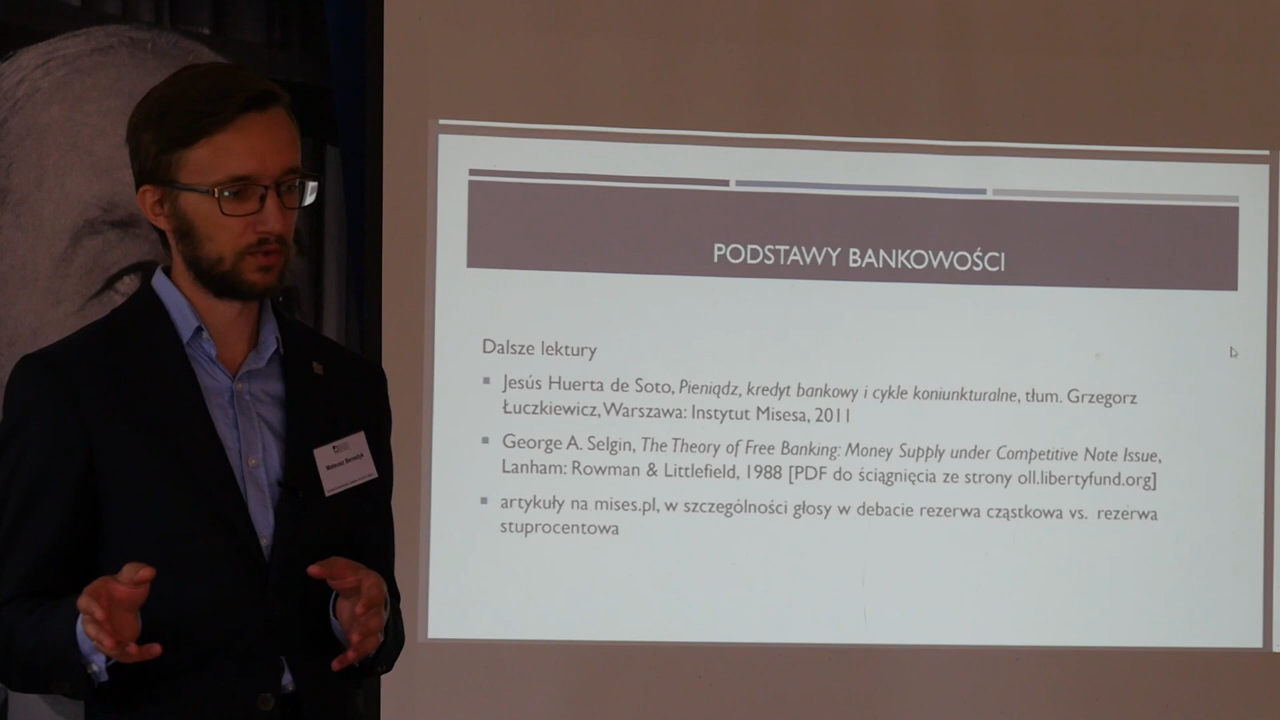 PODSTAWY BANKOWOŚCI
Dalsze lektury
Jesús Huerta de Soto, Pieniądz, kredyt bankowy i cykle koniunkturalne, tłum. Grzegorz
Łuczkiewicz, Warszawa: Instytut Misesa, 2011
George A. Selgin, The Theory of Free Banking: Money Supply under Competitive Note Issue,
Lanham: Rowman & Littlefield, 1988 [PDF do ściągnięcia ze strony oll.libertyfund.org]
artykuły na mises.pl, w szczególności głosy w debacie rezerwa cząstkowa vs. rezerwa
stuprocentowa
Mateusz Benedyk